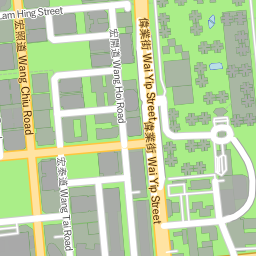 Lam Hing Street
宏照道 Wang Chiu Road
宏開道 Wang Hoi Road
偉業街 Wai Yip Street
偉業街 Wai Yip Street
宏泰道 Wang Tai Road